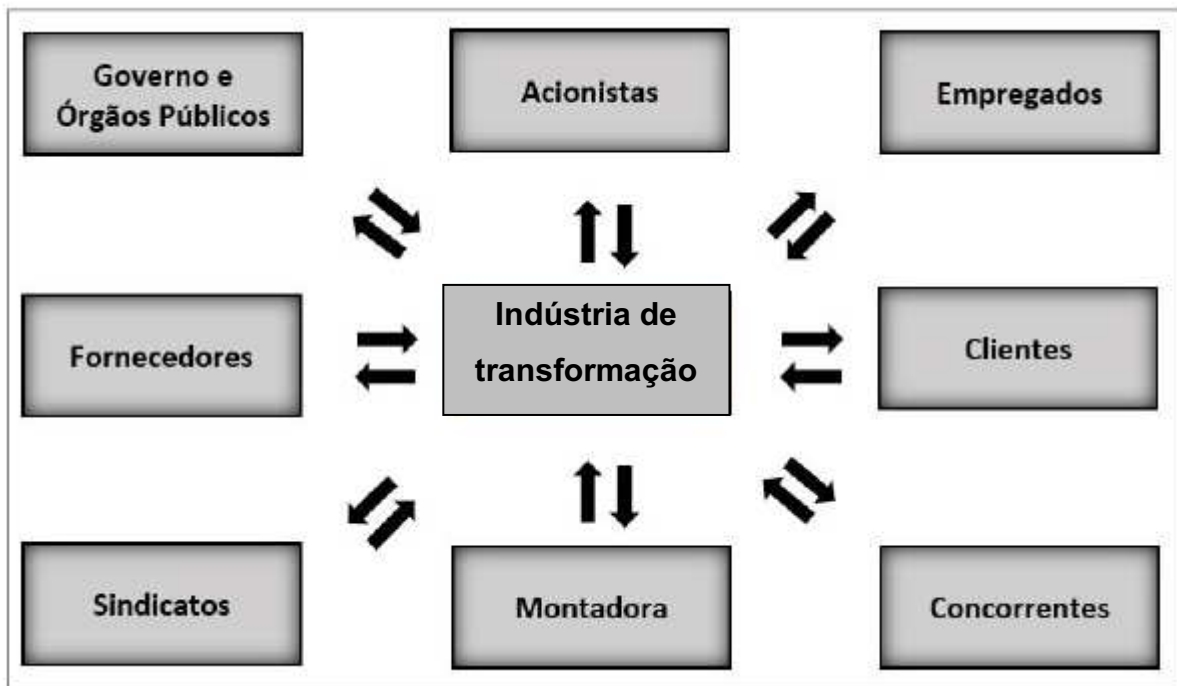 Governo e
Órgãos Públicos
Acionistas
Empregados
Fornecedores
Indústria de
transformação
Clientes
Sindicatos
Montadora
Concorrentes